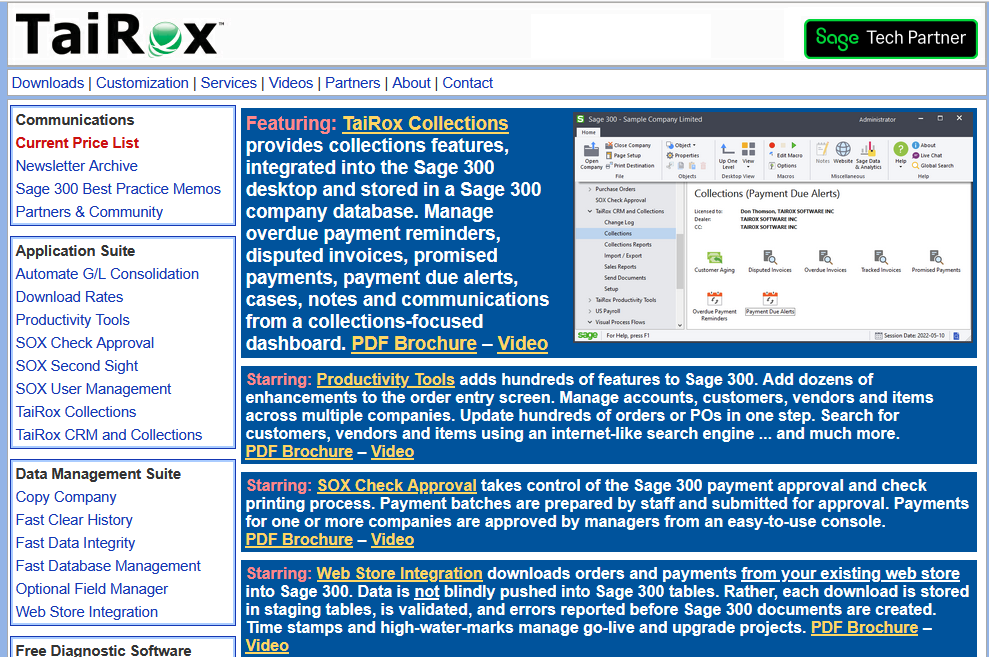 TaiRox™
Sage Tech Partner
Downloads | Customization | Services | Videos | Partners | About | Contact
Communications
Current Price List
Newsletter Archive
Sage 300 Best Practice Memos
Partners & Community
Application Suite
Automate G/L Consolidation
Download Rates
Productivity Tools
SOX Check Approval
SOX Second Sight
SOX User Management
TaiRox Collections
TaiRox CRM and Collections
Data Management Suite
Copy Company
Fast Clear History
Fast Data Integrity
Fast Database Management
Optional Field Manager
Web Store Integration
Free Diagnostic Software
Featuring: TaiRox Collections
provides collections features,
integrated into the Sage 300
desktop and stored in a Sage 300
company database. Manage
overdue payment reminders,
disputed invoices, promised
payments, payment due alerts,
cases, notes and communications
from a collections-focused
dashboard. PDF Brochure – Video
S Sage 300 - Sample Company Limited
Administrator
Home
Open Company
Close Company
Page Setup
Print Destination
File
Object
Properties
Objects
Up One Level
View
Desktop View
Edit Macro
Options
Macros
Notes
Website
Sage Data & Analytics
Miscellaneous
Help
About
Live Chat
Global Search
Help
Purchase Orders
SOX Check Approval
TaiRox CRM and Collections
Change Log
Collections
Collections Reports
Import / Export
Sales Reports
Send Documents
Setup
TaiRox Productivity Tools
US Payroll
Visual Process Flows
Collections (Payment Due Alerts)
Licensed to: Don Thomson, TAIROX SOFTWARE INC
Dealer: TAIROX SOFTWARE INC
CC: TAIROX SOFTWARE INC
Customer Aging
Disputed Invoices
Overdue Invoices
Tracked Invoices
Promised Payments
Overdue Payment
Reminders
Payment Due Alerts
sage For Help, press F1
Session Date: 2022-05-10
Starring: Productivity Tools adds hundreds of features to Sage 300. Add dozens of
enhancements to the order entry screen. Manage accounts, customers, vendors and items
across multiple companies. Update hundreds of orders or POs in one step. Search for
customers, vendors and items using an internet-like search engine ... and much more.
PDF Brochure – Video
Starring: SOX Check Approval takes control of the Sage 300 payment approval and check
printing process. Payment batches are prepared by staff and submitted for approval. Payments
for one or more companies are approved by managers from an easy-to-use console.
PDF Brochure – Video
Starring: Web Store Integration downloads orders and payments from your existing web store
into Sage 300. Data is not blindly pushed into Sage 300 tables. Rather, each download is stored
in staging tables, is validated, and errors reported before Sage 300 documents are created.
Time stamps and high-water-marks manage go-live and upgrade projects. PDF Brochure –
Video